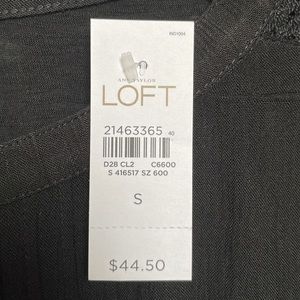 ANN TAYLOR
LOFT
21463365 40
D28 CL2 C6600
S 416517 SZ 600
S
$44.50